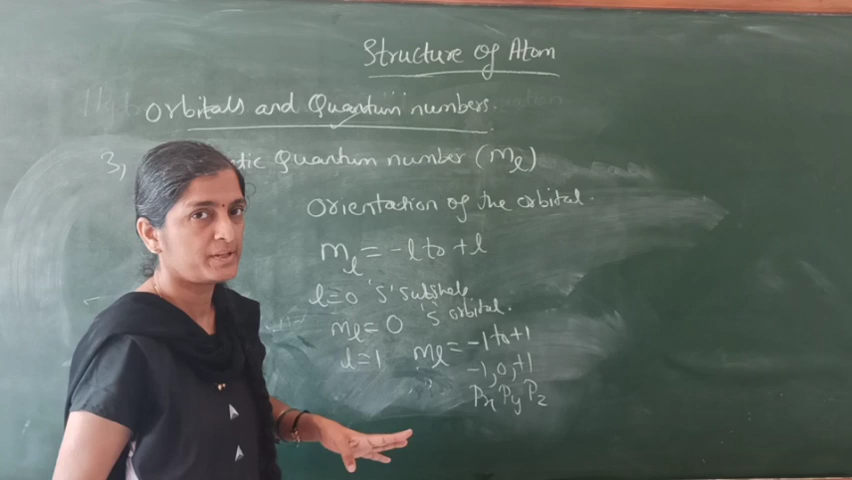 Structure of Atom
Orbitals and Quantum numbers.
3, tic Quantum number (ml)
Orientation of the orbital.
ml = -l to +l
l=0 's' subshell
ml = 0 's orbital.
l=1 ml = -1 to +1
-1, 0, +1
Px Py Pz